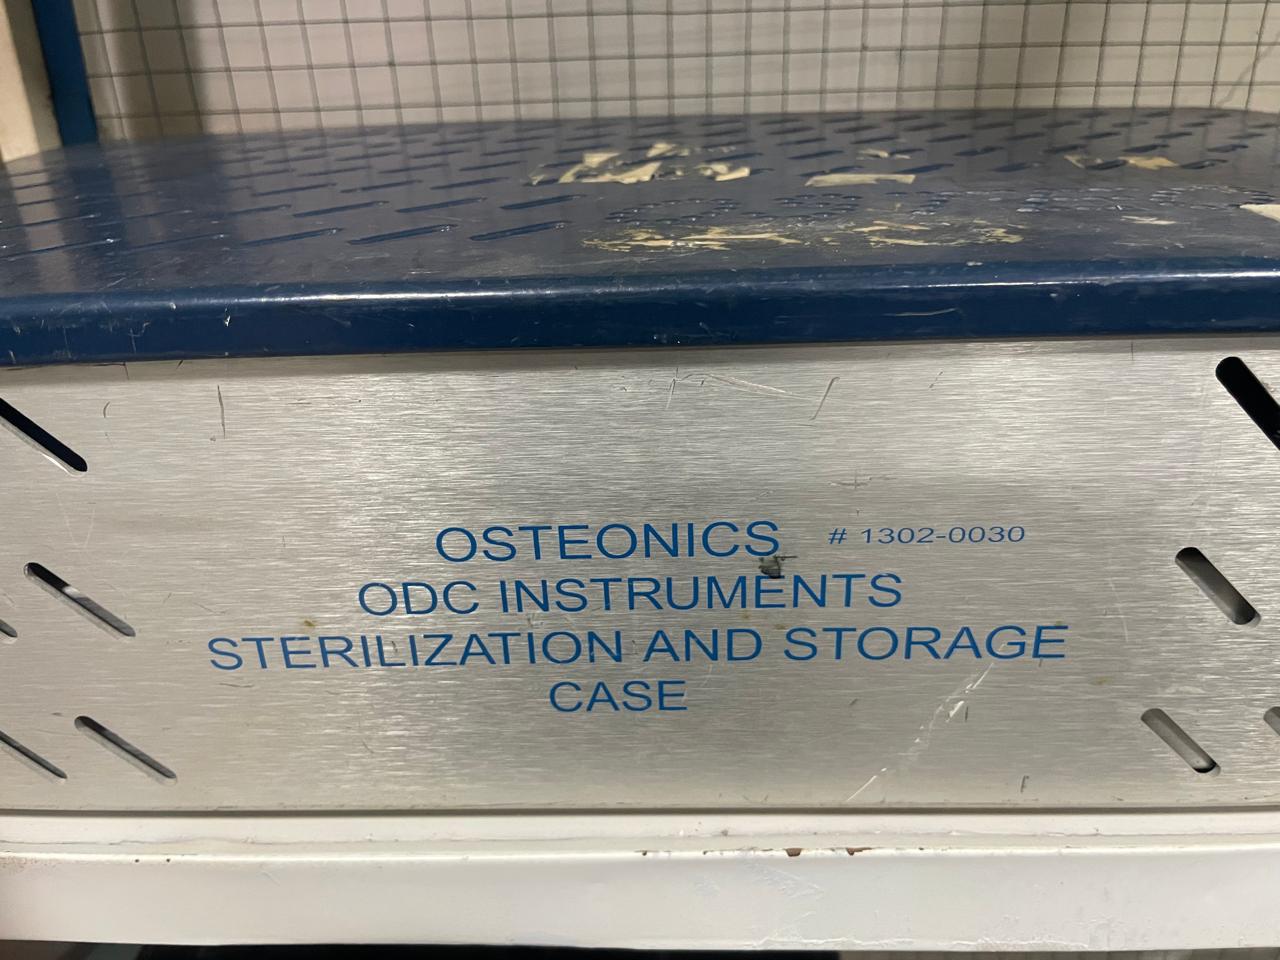 OSTEONICS # 1302-0030
ODC INSTRUMENTS
STERILIZATION AND STORAGE
CASE